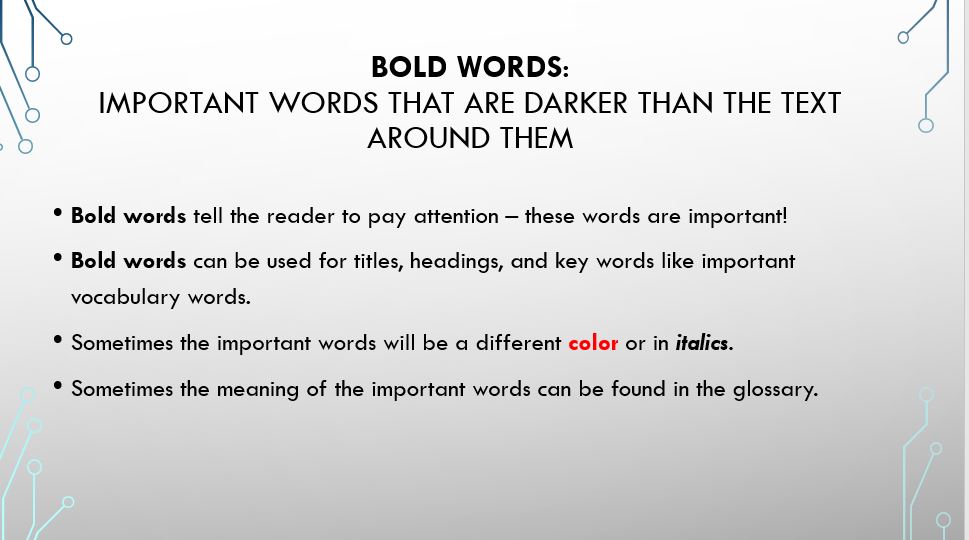 BOLD WORDS:
IMPORTANT WORDS THAT ARE DARKER THAN THE TEXT
AROUND THEM
• Bold words tell the reader to pay attention – these words are important!
• Bold words can be used for titles, headings, and key words like important
vocabulary words.
• Sometimes the important words will be a different color or in italics.
• Sometimes the meaning of the important words can be found in the glossary.